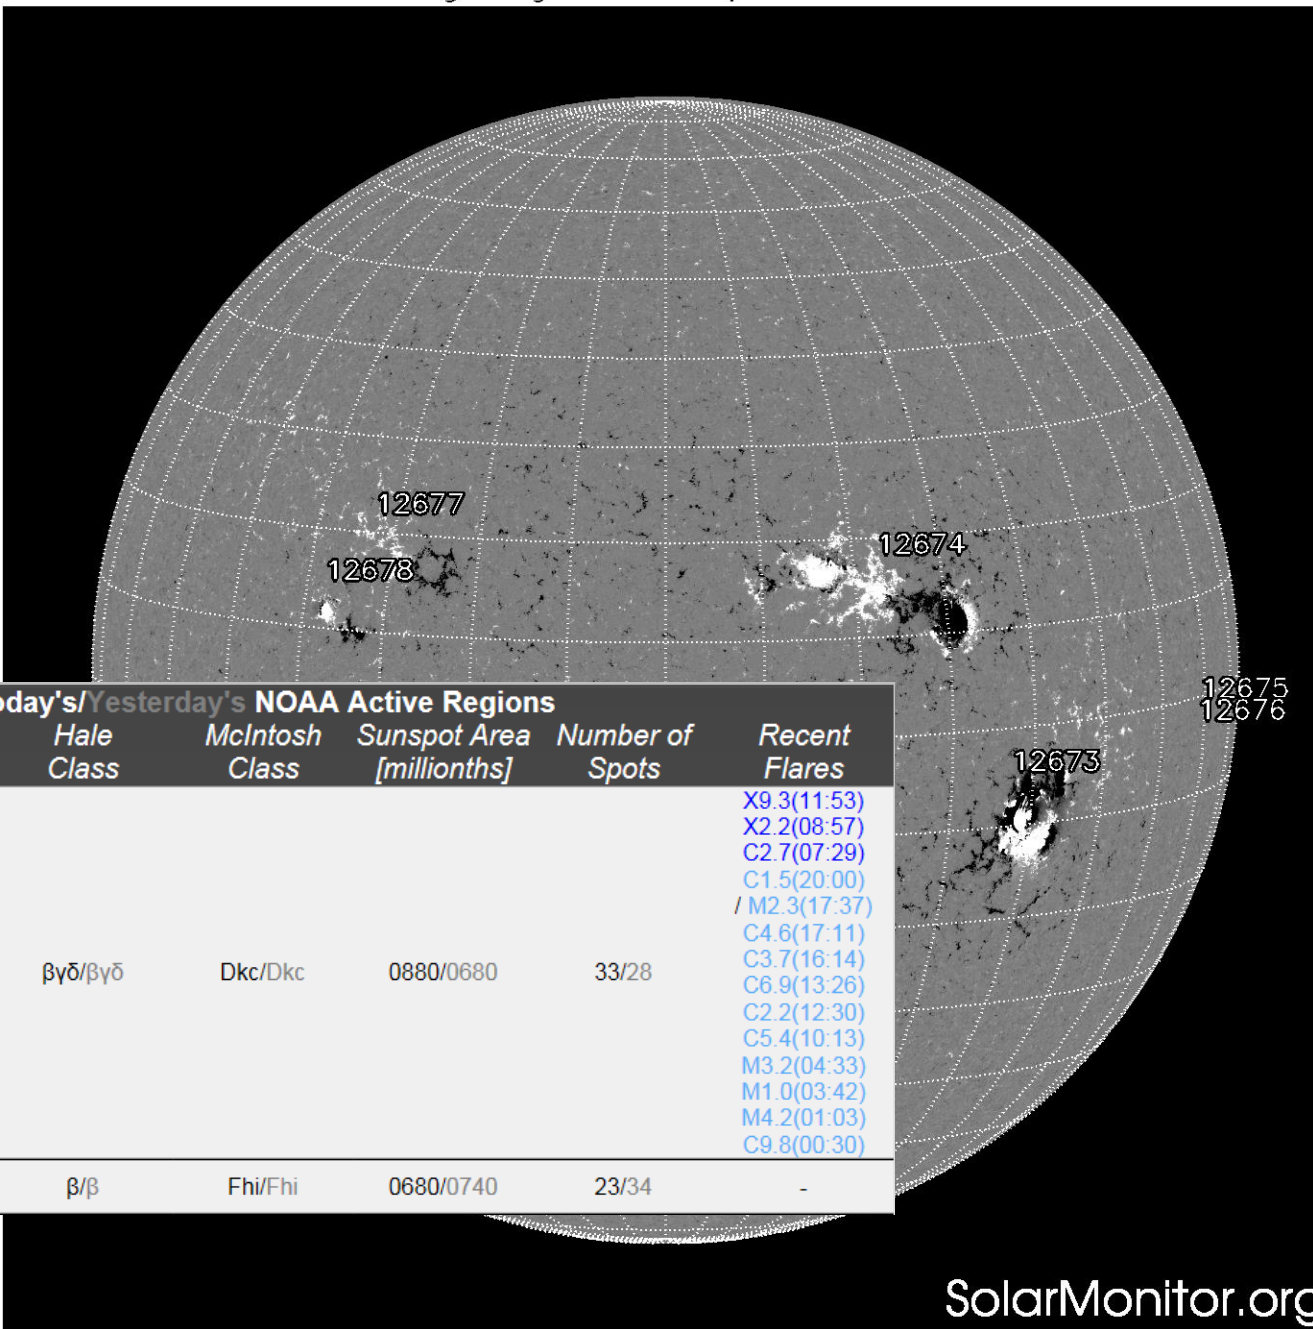 12677
12674
12678
12675
12676
12673
oday's/Yesterday's NOAA Active Regions
Hale Class McIntosh Class Sunspot Area [millionths] Number of Spots Recent Flares
X9.3(11:53)
X2.2(08:57)
C2.7(07:29)
C1.5(20:00)
/ M2.3(17:37)
C4.6(17:11)
βγδ/βγδ Dkc/Dkc 0880/0680 33/28 C3.7(16:14)
C6.9(13:26)
C2.2(12:30)
C5.4(10:13)
M3.2(04:33)
M1.0(03:42)
M4.2(01:03)
C9.8(00:30)
β/β Fhi/Fhi 0680/0740 23/34 -
SolarMonitor.org